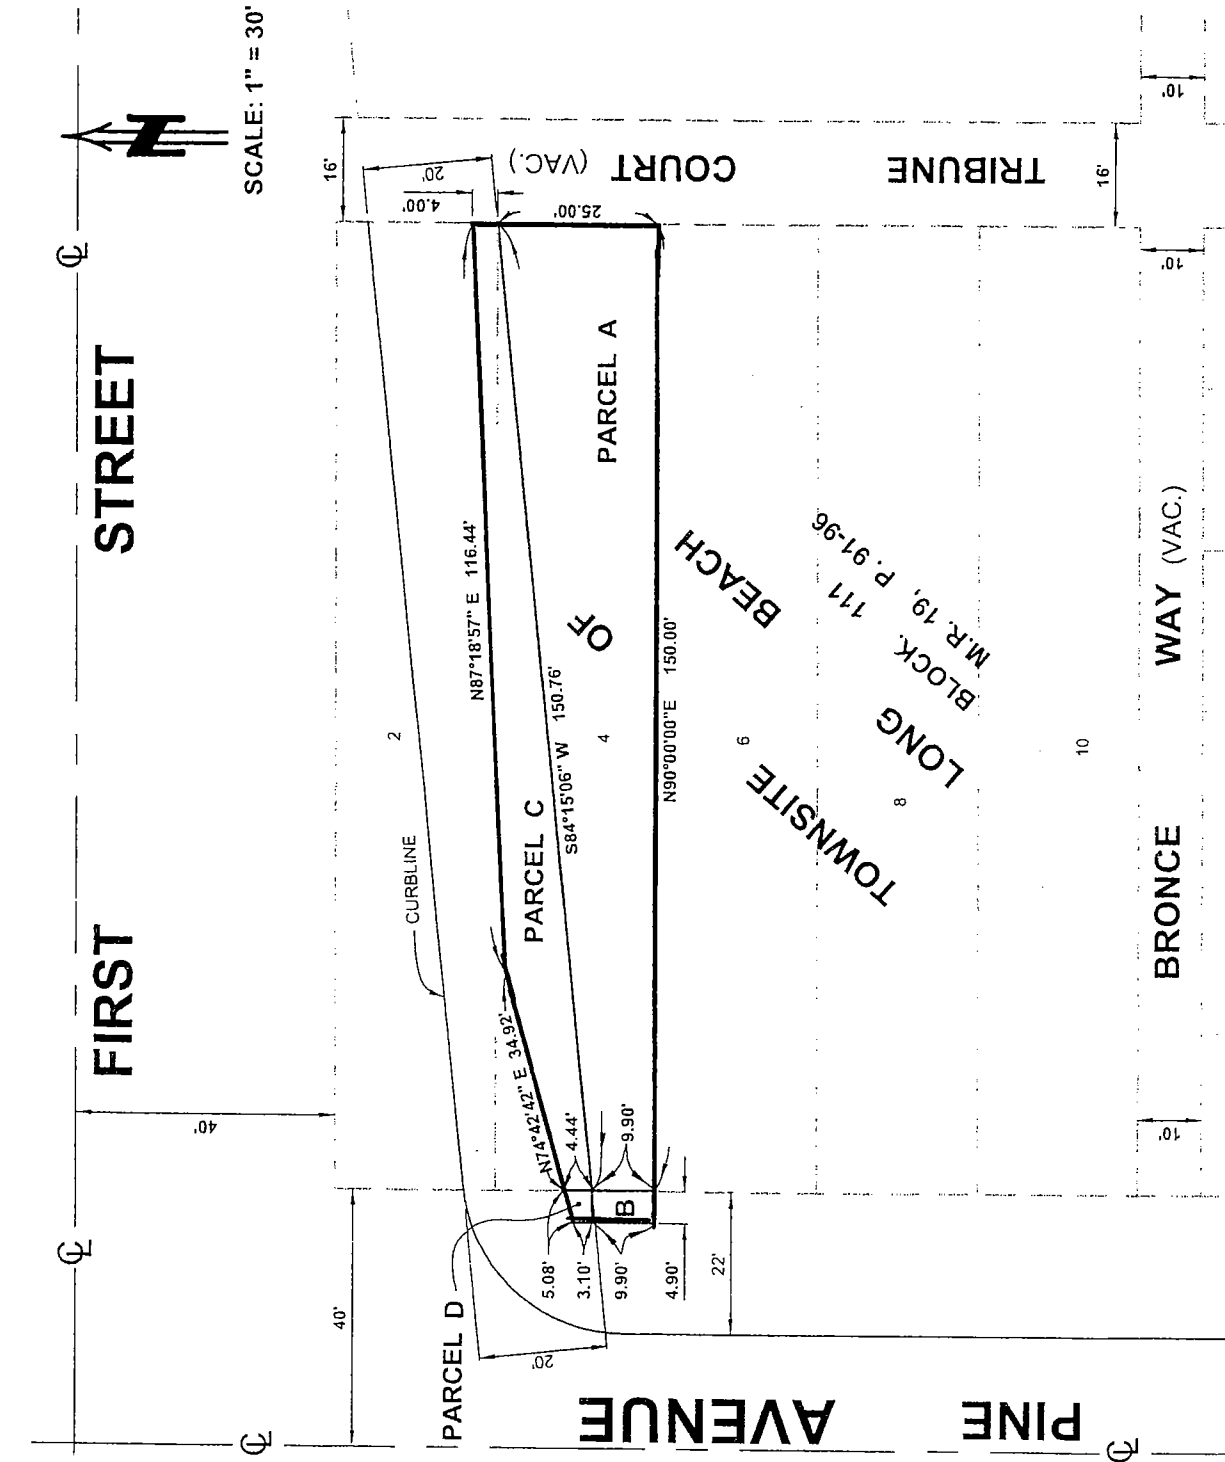 SCALE: 1" = 30'
FIRST STREET
40'
40'
CURBLINE
2
16'
20'
4.00'
25.00'
COURT (VAC.)
TRIBUNE
16'
10'
10'
10'
N87°18'57" E 116.44'
N74°42'42" E 34.92'
PARCEL C
S84°15'06" W 150.76'
4
OF
PARCEL A
N90°00'00"E 150.00'
4.44'
9.90'
B
5.08'
3.10'
9.90'
4.90'
22'
PARCEL D
20'
TOWNSITE
LONG
BEACH
BLOCK 111
M.R. 19, P. 91-96
6
8
10
BRONCE WAY (VAC.)
PINE AVENUE
CL
CL
CL
CL